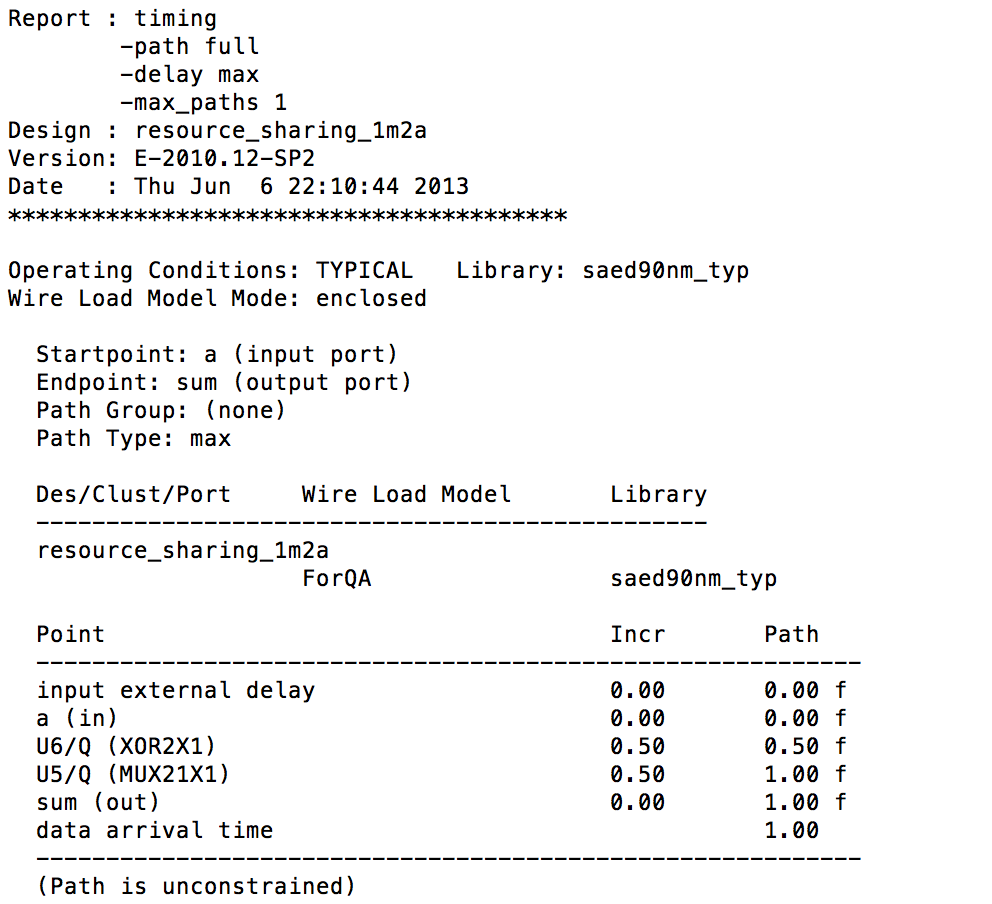 Report : timing
        -path full
        -delay max
        -max_paths 1
Design : resource_sharing_1m2a
Version: E-2010.12-SP2
Date   : Thu Jun  6 22:10:44 2013
****************************************

Operating Conditions: TYPICAL   Library: saed90nm_typ
Wire Load Model Mode: enclosed

  Startpoint: a (input port)
  Endpoint: sum (output port)
  Path Group: (none)
  Path Type: max

  Des/Clust/Port     Wire Load Model       Library
  ------------------------------------------------
  resource_sharing_1m2a
                     ForQA                 saed90nm_typ

  Point                                    Incr       Path
  -----------------------------------------------------------
  input external delay                     0.00       0.00 f
  a (in)                                   0.00       0.00 f
  U6/Q (XOR2X1)                            0.50       0.50 f
  U5/Q (MUX21X1)                           0.50       1.00 f
  sum (out)                                0.00       1.00 f
  data arrival time                                   1.00
  -----------------------------------------------------------
  (Path is unconstrained)